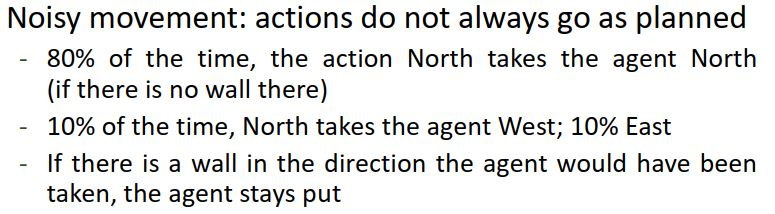 Noisy movement: actions do not always go as planned
- 80% of the time, the action North takes the agent North
(if there is no wall there)
- 10% of the time, North takes the agent West; 10% East
- If there is a wall in the direction the agent would have been
taken, the agent stays put